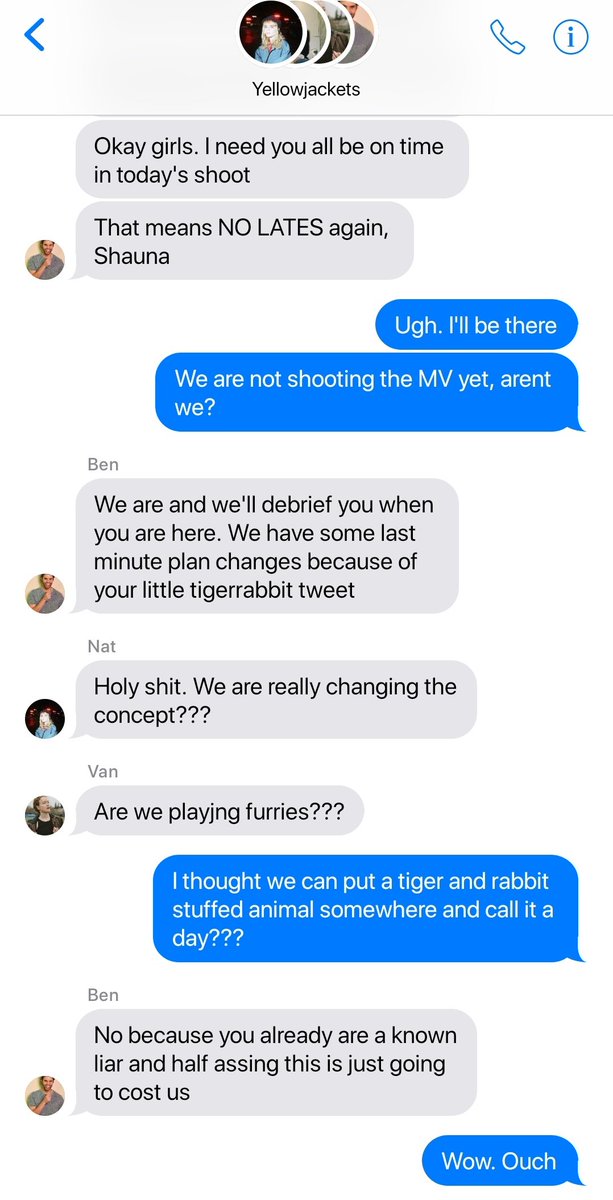 Yellowjackets
Okay girls. I need you all be on time
in today's shoot
That means NO LATES again,
Shauna
Ugh. I'll be there
We are not shooting the MV yet, arent
we?
Ben
We are and we'll debrief you when
you are here. We have some last
minute plan changes because of
your little tigerrabbit tweet
Nat
Holy shit. We are really changing the
concept???
Van
Are we playjng furries???
I thought we can put a tiger and rabbit
stuffed animal somewhere and call it a
day???
Ben
No because you already are a known
liar and half assing this is just going
to cost us
Wow. Ouch